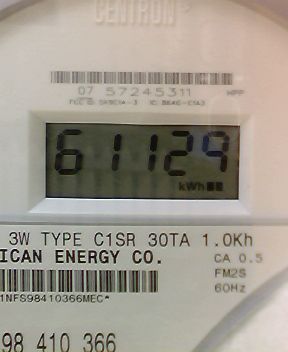 CENTRON
07 57245311
61129
kWh
3W TYPE C1SR 30TA 1.0Kh
ICAN ENERGY CO.
CA 0.5
FM2S
60Hz
1NFS98410366MEC*
98 410 366